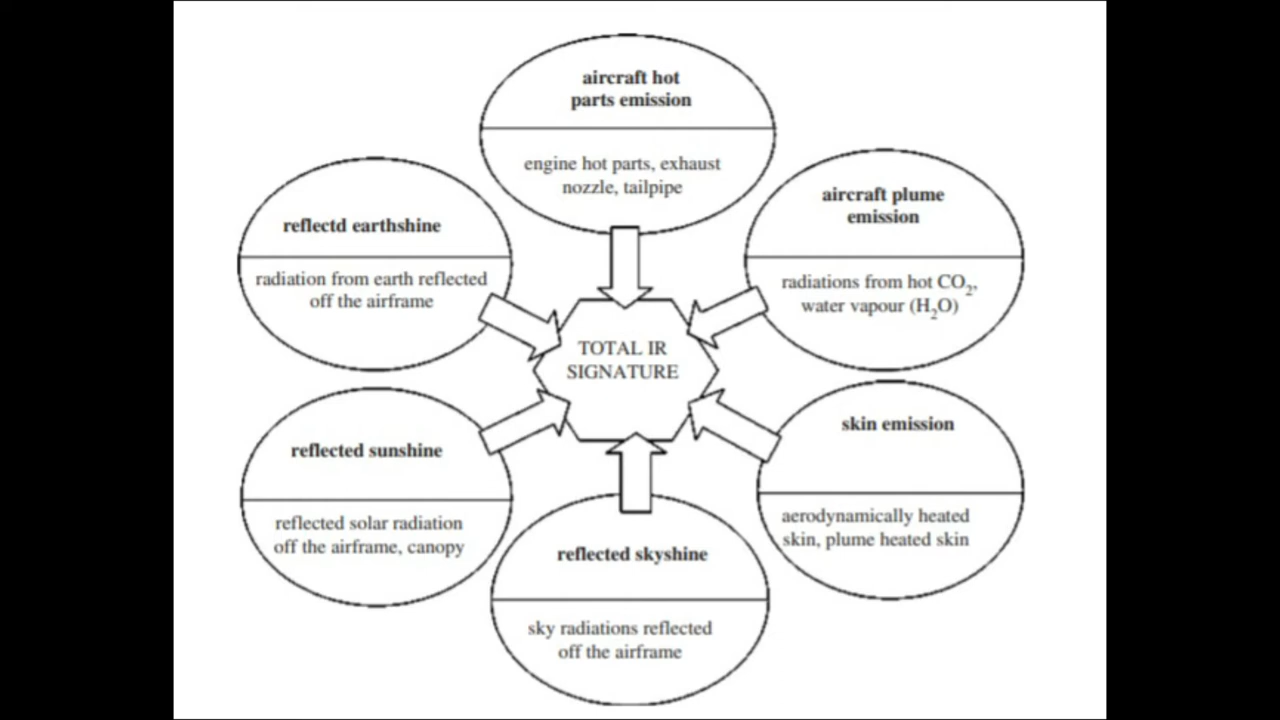 aircraft hot
parts emission
engine hot parts, exhaust
nozzle, tailpipe
aircraft plume
emission
radiations from hot CO₂,
water vapour (H₂O)
reflectd earthshine
radiation from earth reflected
off the airframe
TOTAL IR
SIGNATURE
skin emission
aerodynamically heated
skin, plume heated skin
reflected sunshine
reflected solar radiation
off the airframe, canopy
reflected skyshine
sky radiations reflected
off the airframe